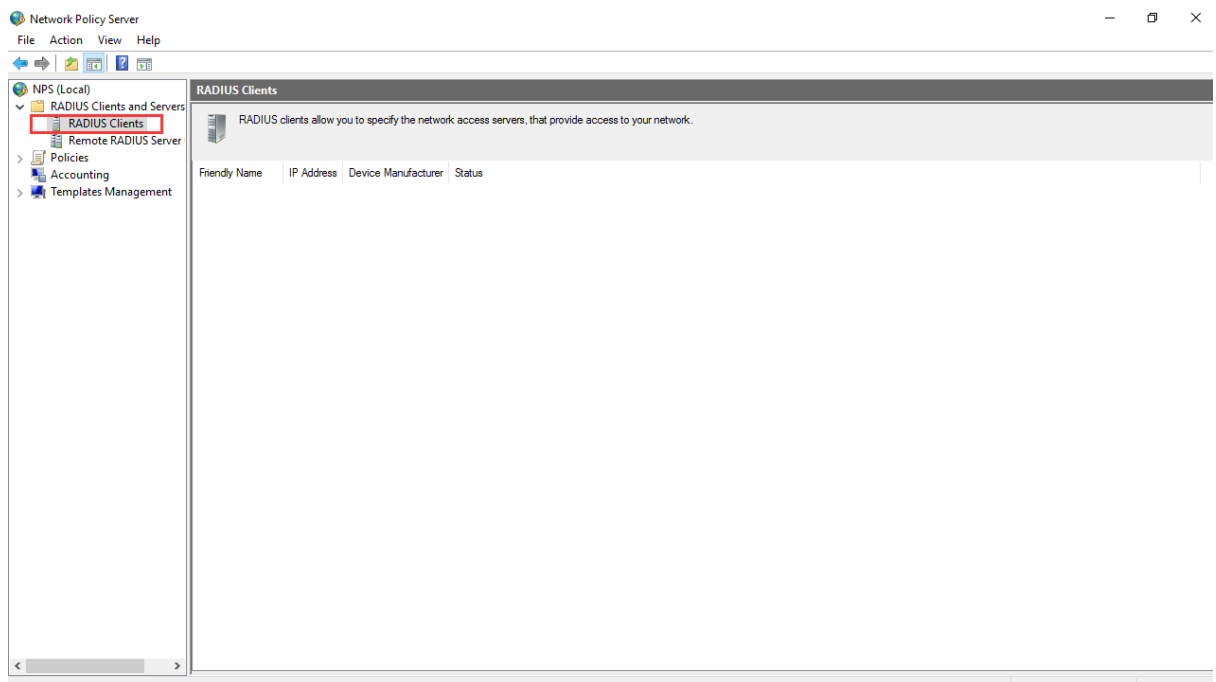 Network Policy Server
File Action View Help
NPS (Local)
RADIUS Clients and Servers
RADIUS Clients
Remote RADIUS Server
Policies
Accounting
Templates Management
RADIUS Clients
RADIUS clients allow you to specify the network access servers, that provide access to your network.
Friendly Name IP Address Device Manufacturer Status